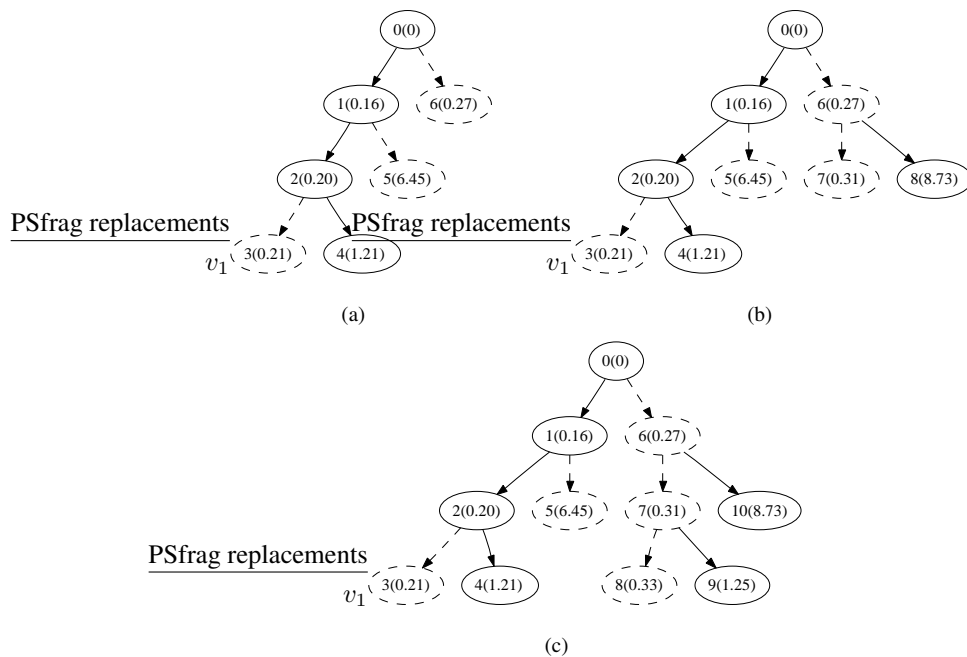 0(0)
1(0.16) 6(0.27)
2(0.20) 5(6.45)
PSfrag replacements
3(0.21) 4(1.21)
v1
(a)
0(0)
1(0.16) 6(0.27)
2(0.20) 5(6.45) 7(0.31) 8(8.73)
PSfrag replacements
3(0.21) 4(1.21)
v1
(b)
0(0)
1(0.16) 6(0.27)
2(0.20) 5(6.45) 7(0.31) 10(8.73)
PSfrag replacements
3(0.21) 4(1.21) 8(0.33) 9(1.25)
v1
(c)